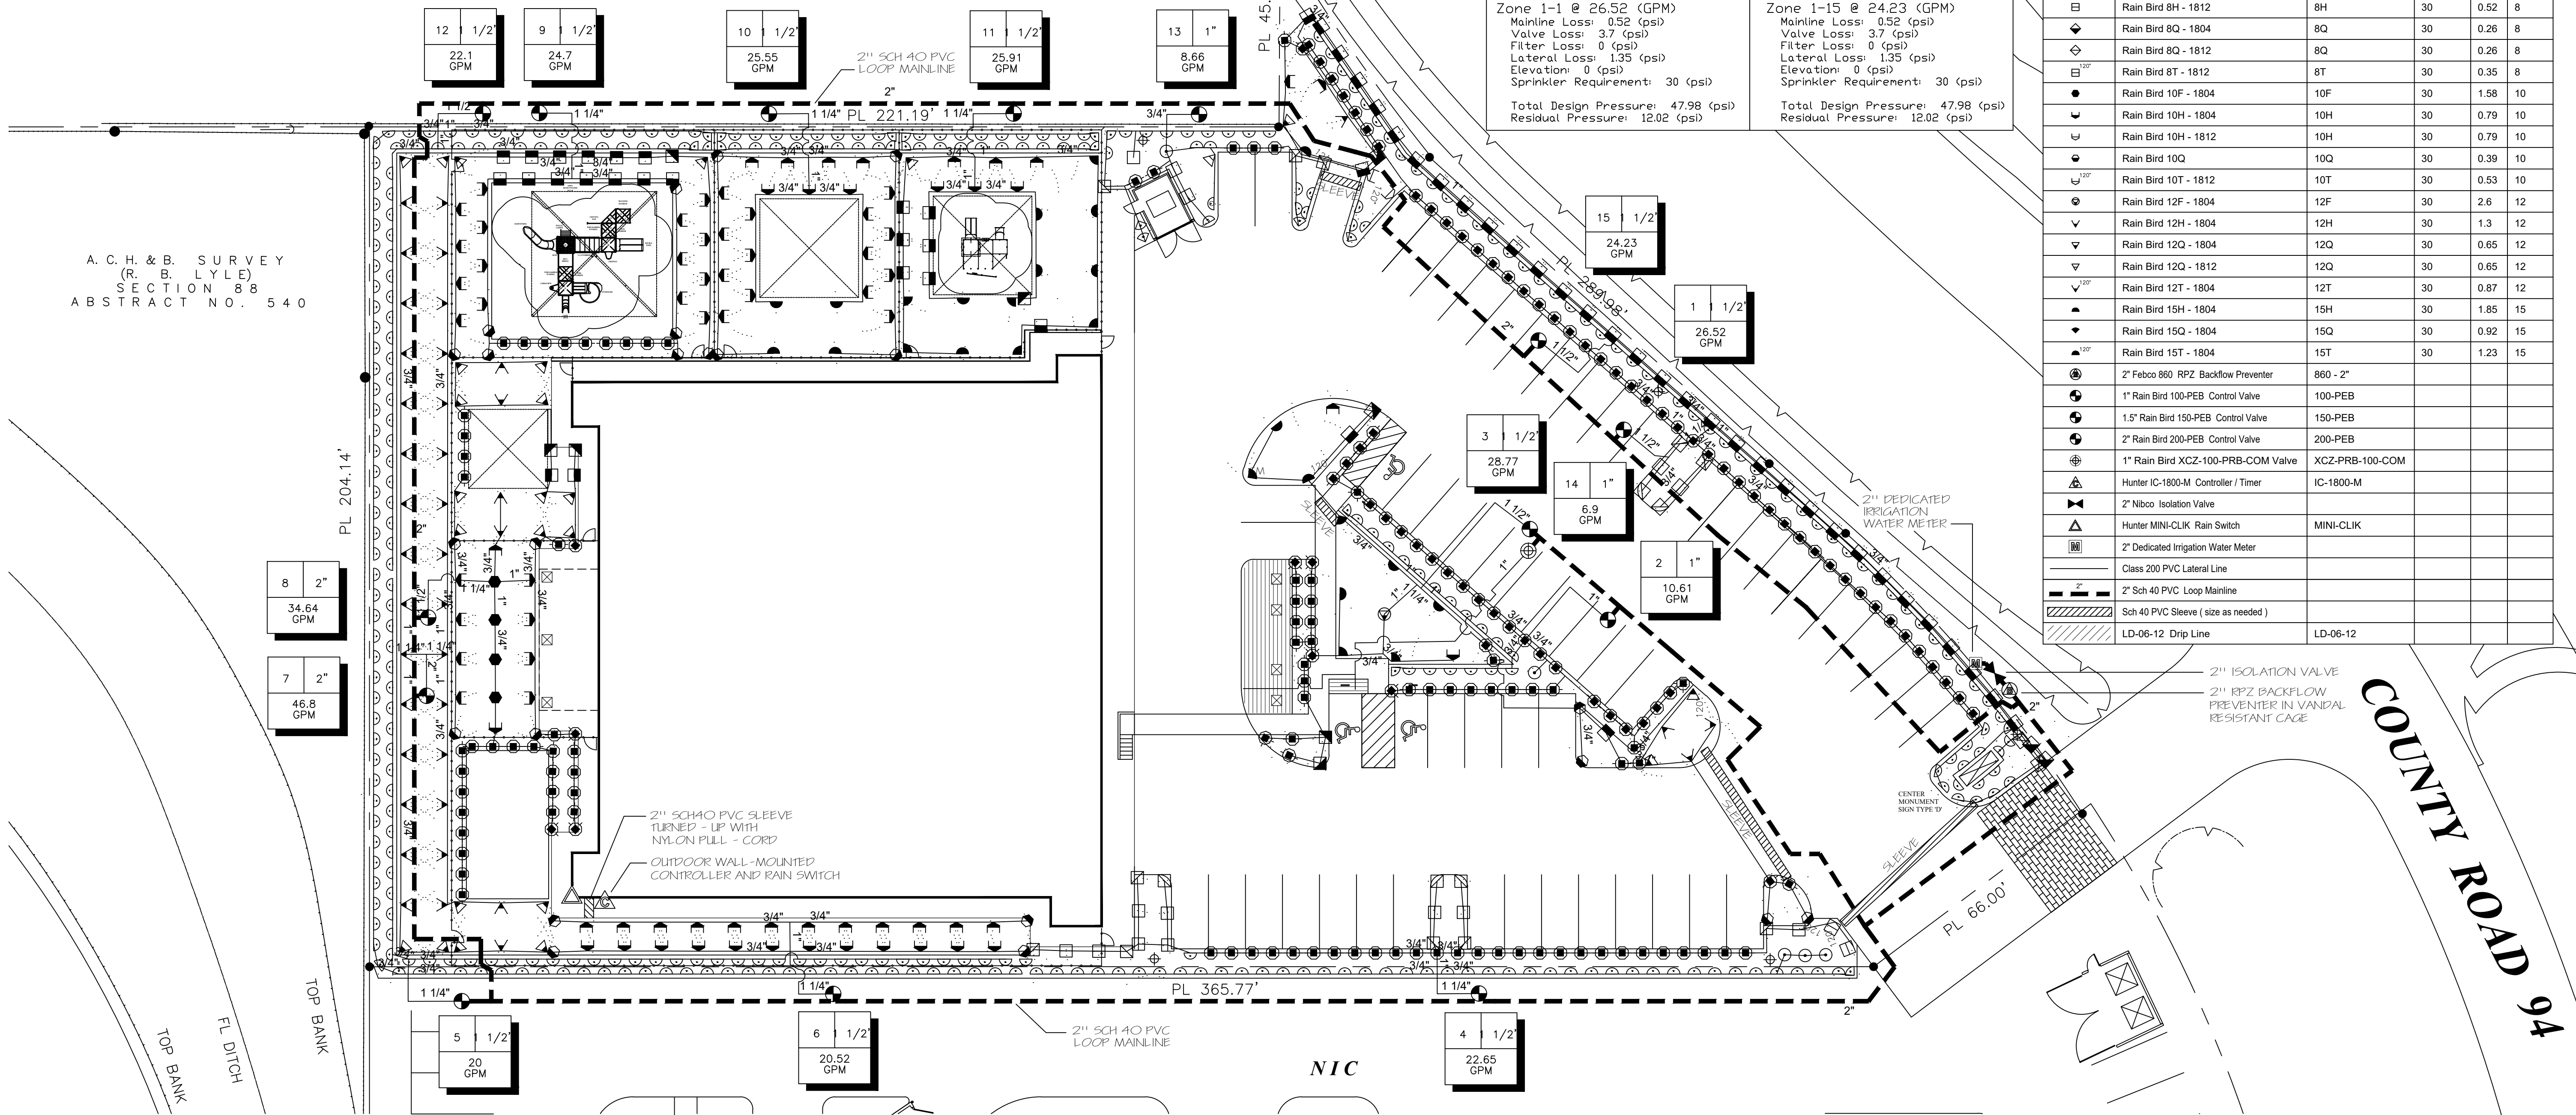 12 1 1/2"
22.1
GPM
9 1 1/2"
24.7
GPM
10 1 1/2"
25.55
GPM
11 1 1/2"
25.91
GPM
13 1"
8.66
GPM
2" SCH 40 PVC
LOOP MAINLINE
2"
PL 221.19'
PL 45.
Zone 1-1 @ 26.52 (GPM)
Mainline Loss: 0.52 (psi)
Valve Loss: 3.7 (psi)
Filter Loss: 0 (psi)
Lateral Loss: 1.35 (psi)
Elevation: 0 (psi)
Sprinkler Requirement: 30 (psi)
Total Design Pressure: 47.98 (psi)
Residual Pressure: 12.02 (psi)
Zone 1-15 @ 24.23 (GPM)
Mainline Loss: 0.52 (psi)
Valve Loss: 3.7 (psi)
Filter Loss: 0 (psi)
Lateral Loss: 1.35 (psi)
Elevation: 0 (psi)
Sprinkler Requirement: 30 (psi)
Total Design Pressure: 47.98 (psi)
Residual Pressure: 12.02 (psi)
Rain Bird 8H - 1812 8H 30 0.52 8
Rain Bird 8Q - 1804 8Q 30 0.26 8
Rain Bird 8Q - 1812 8Q 30 0.26 8
120° Rain Bird 8T - 1812 8T 30 0.35 8
Rain Bird 10F - 1804 10F 30 1.58 10
Rain Bird 10H - 1804 10H 30 0.79 10
Rain Bird 10H - 1812 10H 30 0.79 10
Rain Bird 10Q 10Q 30 0.39 10
120° Rain Bird 10T - 1812 10T 30 0.53 10
Rain Bird 12F - 1804 12F 30 2.6 12
Rain Bird 12H - 1804 12H 30 1.3 12
Rain Bird 12Q - 1804 12Q 30 0.65 12
Rain Bird 12Q - 1812 12Q 30 0.65 12
120° Rain Bird 12T - 1804 12T 30 0.87 12
Rain Bird 15H - 1804 15H 30 1.85 15
Rain Bird 15Q - 1804 15Q 30 0.92 15
120° Rain Bird 15T - 1804 15T 30 1.23 15
2" Febco 860 RPZ Backflow Preventer 860 - 2"
1" Rain Bird 100-PEB Control Valve 100-PEB
1.5" Rain Bird 150-PEB Control Valve 150-PEB
2" Rain Bird 200-PEB Control Valve 200-PEB
1" Rain Bird XCZ-100-PRB-COM Valve XCZ-PRB-100-COM
Hunter IC-1800-M Controller / Timer IC-1800-M
2" Nibco Isolation Valve
Hunter MINI-CLIK Rain Switch MINI-CLIK
M 2" Dedicated Irrigation Water Meter
Class 200 PVC Lateral Line
2" 2" Sch 40 PVC Loop Mainline
Sch 40 PVC Sleeve ( size as needed )
LD-06-12 Drip Line LD-06-12
A.C.H.&B. SURVEY
(R. B. LYLE)
SECTION 88
ABSTRACT NO. 540
PL 204.14'
15 1 1/2"
24.23
GPM
PL 289.98'
1 1 1/2"
26.52
GPM
3 1 1/2"
28.77
GPM
14 1"
6.9
GPM
2 1"
10.61
GPM
8 2"
34.64
GPM
7 2"
46.8
GPM
SLEEVE
SLEEVE
2" DEDICATED
IRRIGATION
WATER METER
2" ISOLATION VALVE
2" RPZ BACKFLOW
PREVENTER IN VANDAL
RESISTANT CAGE
CENTER
MONUMENT
SIGN TYPE 'D'
SLEEVE
SLEEVE
COUNTY ROAD 94
PL 66.00'
2" SCH40 PVC SLEEVE
TURNED - UP WITH
NYLON PULL - CORD
OUTDOOR WALL-MOUNTED
CONTROLLER AND RAIN SWITCH
PL 365.77'
2" SCH 40 PVC
LOOP MAINLINE
2"
5 1 1/2"
20
GPM
6 1 1/2"
20.52
GPM
4 1 1/2"
22.65
GPM
NIC
TOP BANK
FL DITCH
TOP BANK